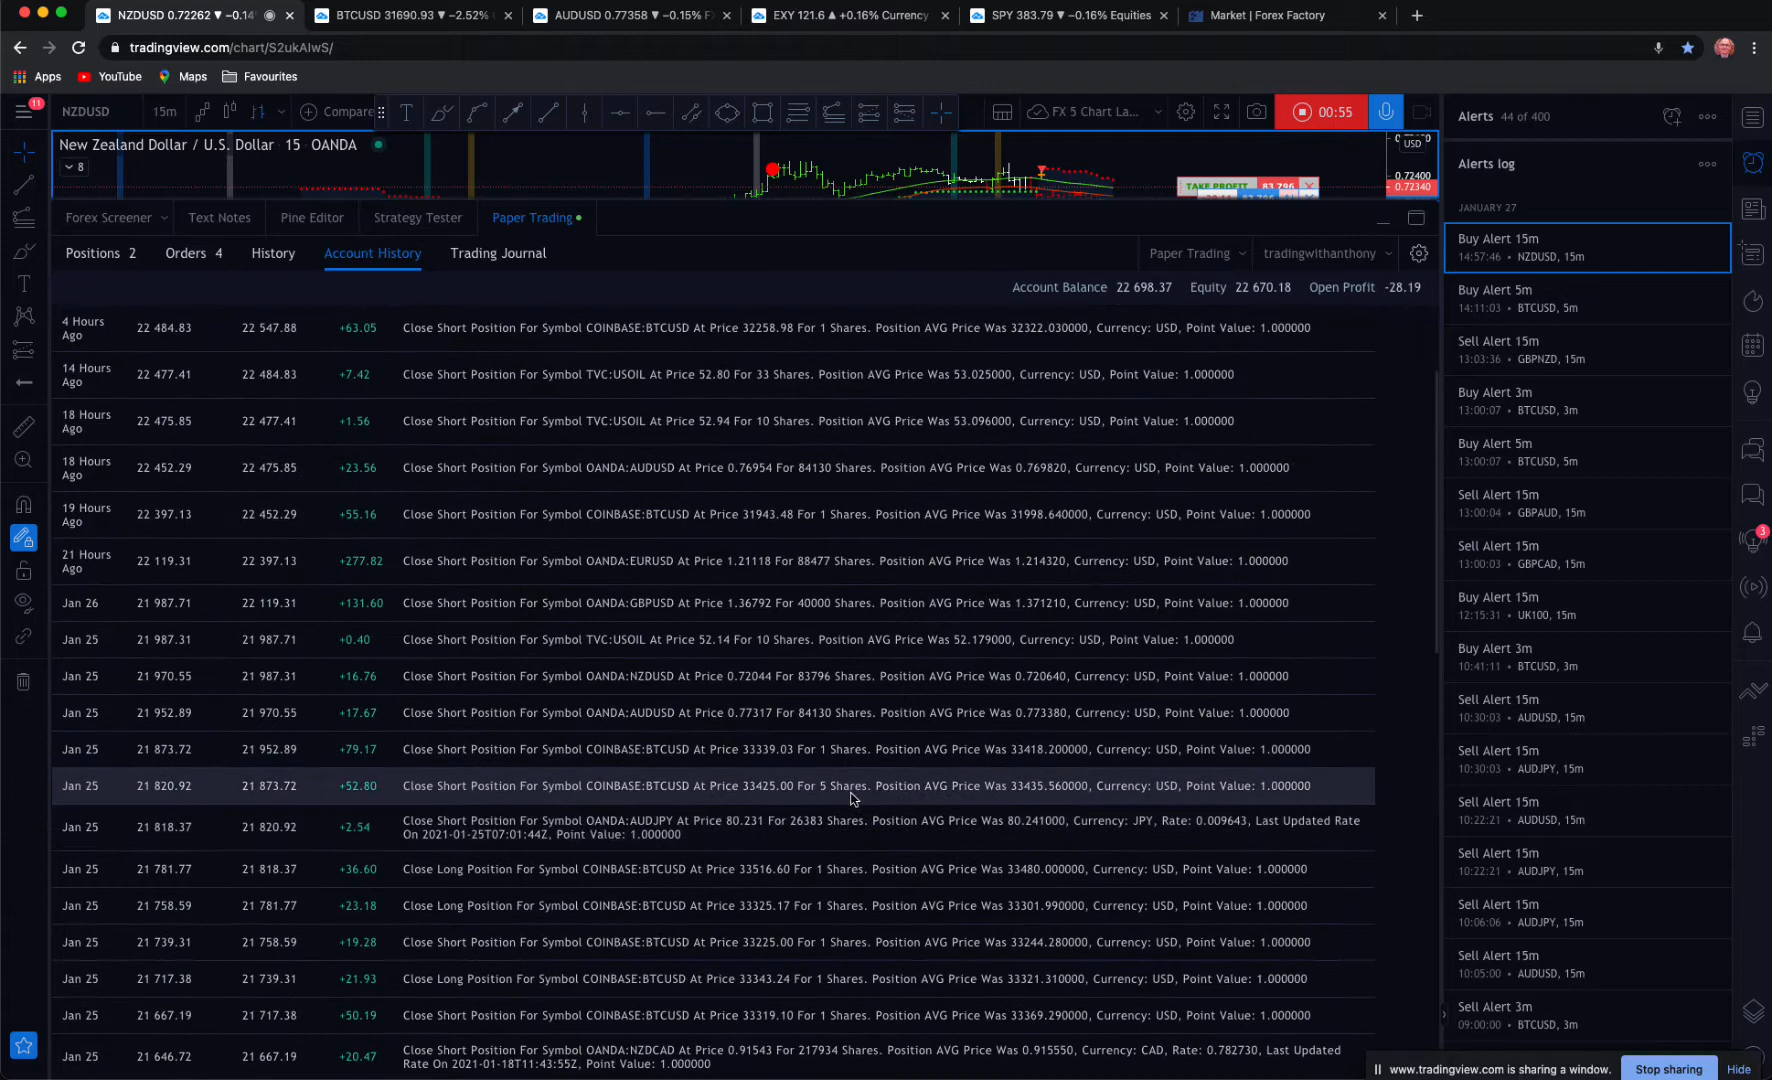 NZDUSD 0.72262 ▼ −0.14
BTCUSD 31690.93 ▼ −2.52%
AUDUSD 0.77358 ▼ −0.15%
EXY 121.6 ▲ +0.16% Currency
SPY 383.79 ▼ −0.16% Equities
Market | Forex Factory
tradingview.com/chart/S2ukAIwS/
Apps
YouTube
Maps
Favourites
11
NZDUSD
15m
Compare
FX 5 Chart La...
00:55
New Zealand Dollar / U.S. Dollar · 15 · OANDA
8
USD
0.72400
0.72340
TAKE PROFIT 83,796
Forex Screener
Text Notes
Pine Editor
Strategy Tester
Paper Trading
Positions 2
Orders 4
History
Account History
Trading Journal
Paper Trading
tradingwithanthony
Account Balance 22 698.37 Equity 22 670.18 Open Profit -28.19
4 Hours Ago 22 484.83 22 547.88 +63.05 Close Short Position For Symbol COINBASE:BTCUSD At Price 32258.98 For 1 Shares. Position AVG Price Was 32322.030000, Currency: USD, Point Value: 1.000000
14 Hours Ago 22 477.41 22 484.83 +7.42 Close Short Position For Symbol TVC:USOIL At Price 52.80 For 33 Shares. Position AVG Price Was 53.025000, Currency: USD, Point Value: 1.000000
18 Hours Ago 22 475.85 22 477.41 +1.56 Close Short Position For Symbol TVC:USOIL At Price 52.94 For 10 Shares. Position AVG Price Was 53.096000, Currency: USD, Point Value: 1.000000
18 Hours Ago 22 452.29 22 475.85 +23.56 Close Short Position For Symbol OANDA:AUDUSD At Price 0.76954 For 84130 Shares. Position AVG Price Was 0.769820, Currency: USD, Point Value: 1.000000
19 Hours Ago 22 397.13 22 452.29 +55.16 Close Short Position For Symbol COINBASE:BTCUSD At Price 31943.48 For 1 Shares. Position AVG Price Was 31998.640000, Currency: USD, Point Value: 1.000000
21 Hours Ago 22 119.31 22 397.13 +277.82 Close Short Position For Symbol OANDA:EURUSD At Price 1.21118 For 88477 Shares. Position AVG Price Was 1.214320, Currency: USD, Point Value: 1.000000
Jan 26 21 987.71 22 119.31 +131.60 Close Short Position For Symbol OANDA:GBPUSD At Price 1.36792 For 40000 Shares. Position AVG Price Was 1.371210, Currency: USD, Point Value: 1.000000
Jan 25 21 987.31 21 987.71 +0.40 Close Short Position For Symbol TVC:USOIL At Price 52.14 For 10 Shares. Position AVG Price Was 52.179000, Currency: USD, Point Value: 1.000000
Jan 25 21 970.55 21 987.31 +16.76 Close Short Position For Symbol OANDA:NZDUSD At Price 0.72044 For 83796 Shares. Position AVG Price Was 0.720640, Currency: USD, Point Value: 1.000000
Jan 25 21 952.89 21 970.55 +17.67 Close Short Position For Symbol OANDA:AUDUSD At Price 0.77317 For 84130 Shares. Position AVG Price Was 0.773380, Currency: USD, Point Value: 1.000000
Jan 25 21 873.72 21 952.89 +79.17 Close Short Position For Symbol COINBASE:BTCUSD At Price 33339.03 For 1 Shares. Position AVG Price Was 33418.200000, Currency: USD, Point Value: 1.000000
Jan 25 21 820.92 21 873.72 +52.80 Close Short Position For Symbol COINBASE:BTCUSD At Price 33425.00 For 5 Shares. Position AVG Price Was 33435.560000, Currency: USD, Point Value: 1.000000
Jan 25 21 818.37 21 820.92 +2.54 Close Short Position For Symbol OANDA:AUDJPY At Price 80.231 For 26383 Shares. Position AVG Price Was 80.241000, Currency: JPY, Rate: 0.009643, Last Updated Rate
On 2021-01-25T07:01:44Z, Point Value: 1.000000
Jan 25 21 781.77 21 818.37 +36.60 Close Long Position For Symbol COINBASE:BTCUSD At Price 33516.60 For 1 Shares. Position AVG Price Was 33480.000000, Currency: USD, Point Value: 1.000000
Jan 25 21 758.59 21 781.77 +23.18 Close Long Position For Symbol COINBASE:BTCUSD At Price 33325.17 For 1 Shares. Position AVG Price Was 33301.990000, Currency: USD, Point Value: 1.000000
Jan 25 21 739.31 21 758.59 +19.28 Close Short Position For Symbol COINBASE:BTCUSD At Price 33225.00 For 1 Shares. Position AVG Price Was 33244.280000, Currency: USD, Point Value: 1.000000
Jan 25 21 717.38 21 739.31 +21.93 Close Long Position For Symbol COINBASE:BTCUSD At Price 33343.24 For 1 Shares. Position AVG Price Was 33321.310000, Currency: USD, Point Value: 1.000000
Jan 25 21 667.19 21 717.38 +50.19 Close Short Position For Symbol COINBASE:BTCUSD At Price 33319.10 For 1 Shares. Position AVG Price Was 33369.290000, Currency: USD, Point Value: 1.000000
Jan 25 21 646.72 21 667.19 +20.47 Close Short Position For Symbol OANDA:NZDCAD At Price 0.91543 For 217934 Shares. Position AVG Price Was 0.915550, Currency: CAD, Rate: 0.782730, Last Updated
Rate On 2021-01-18T11:43:55Z, Point Value: 1.000000
Alerts 44 of 400
Alerts log
JANUARY 27
Buy Alert 15m
14:57:46 • NZDUSD, 15m
Buy Alert 5m
14:11:03 • BTCUSD, 5m
Sell Alert 15m
13:03:36 • GBPNZD, 15m
Buy Alert 3m
13:00:07 • BTCUSD, 3m
Buy Alert 5m
13:00:07 • BTCUSD, 5m
Sell Alert 15m
13:00:04 • GBPAUD, 15m
Sell Alert 15m
13:00:03 • GBPCAD, 15m
Buy Alert 15m
12:15:31 • UK100, 15m
Buy Alert 3m
10:41:11 • BTCUSD, 3m
Sell Alert 15m
10:30:03 • AUDUSD, 15m
Sell Alert 15m
10:30:03 • AUDJPY, 15m
Sell Alert 15m
10:22:21 • AUDUSD, 15m
Sell Alert 15m
10:22:21 • AUDJPY, 15m
Sell Alert 15m
10:06:06 • AUDJPY, 15m
Sell Alert 15m
10:05:00 • AUDUSD, 15m
Sell Alert 3m
09:00:00 • BTCUSD, 3m
3
www.tradingview.com is sharing a window.
Stop sharing
Hide